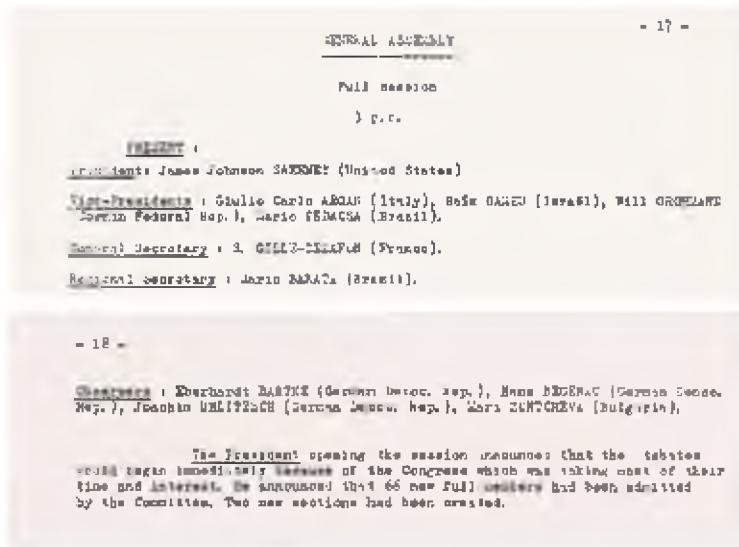 - 17 -
GENERAL ASSEMBLY
Full session
3 p.m.
PRESENT :
President: James Johnson SWEENEY (United States)
Vice-Presidents : Giulio Carlo ARGAN (Italy), Haïm GAMZU (Israël), Will GROHMANN
German Federal Rep.), Mario PEDROSA (Brazil).
General Secretary : S. GILLE-DELAFON (France).
Regional Secretary : Mario BARATA (Brazil).
- 18 -
Observers : Eberhardt BARTKE (German Democ. Rep.), Hans (German Democ.
Rep.), Joachim UHLITZSCH (German Democ. Rep.), Mara (Bulgaria).
The President opening the session announces that the debates
would begin immediately because of the Congress which was taking most of their
time and interest. He announced that 66 new full members had been admitted
by the Committee. Two new sections had been created.